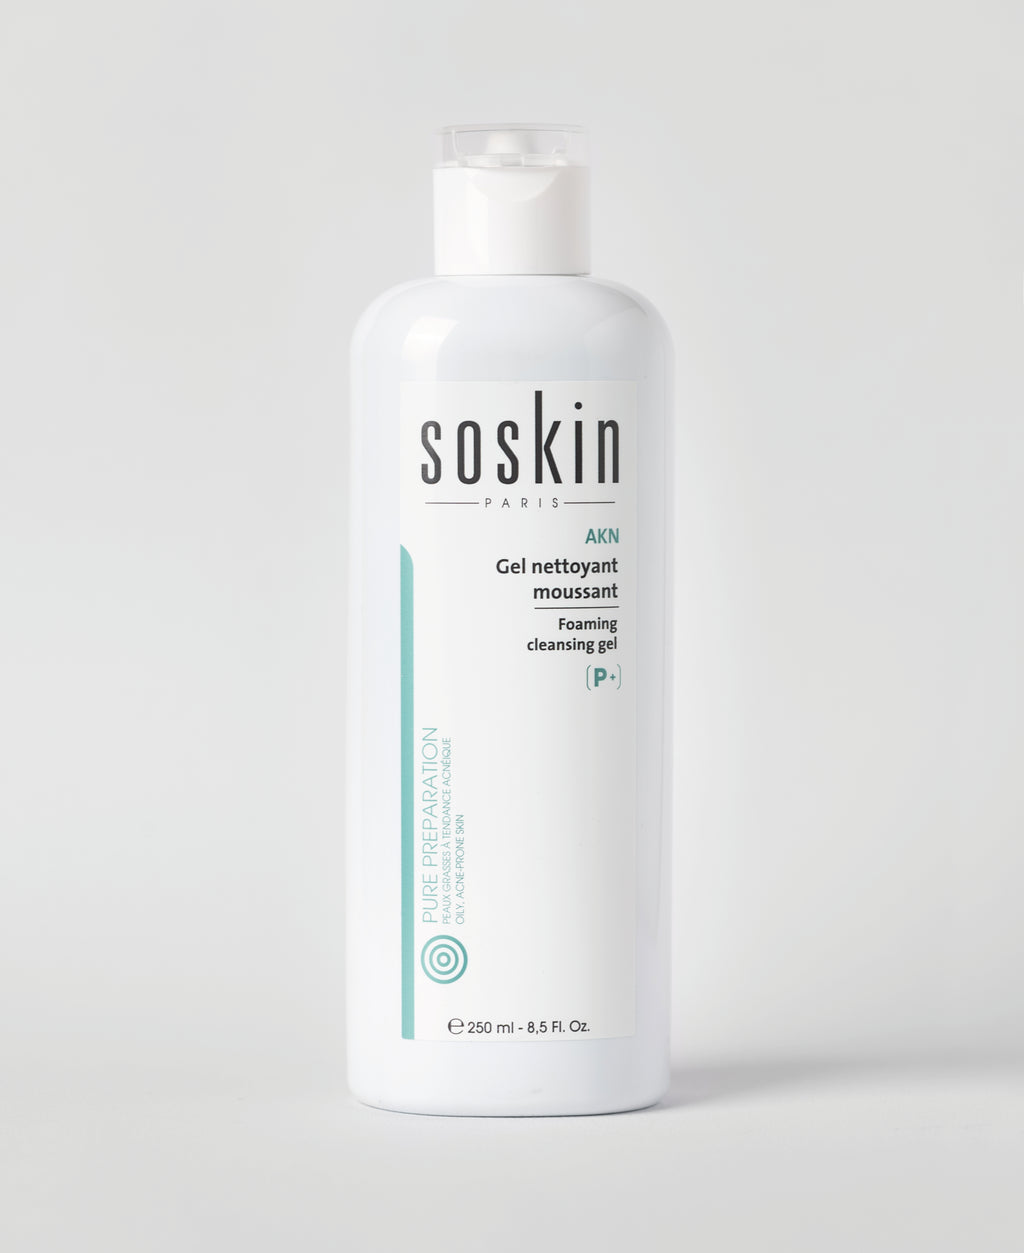 soskin
PARIS
AKN
Gel nettoyant
moussant
Foaming
cleansing gel
[P+]
PURE PREPARATION
PEAUX GRASSES À TENDANCE ACNÉIQUE
OILY, ACNE-PRONE SKIN
℮ 250 ml - 8,5 Fl. Oz.